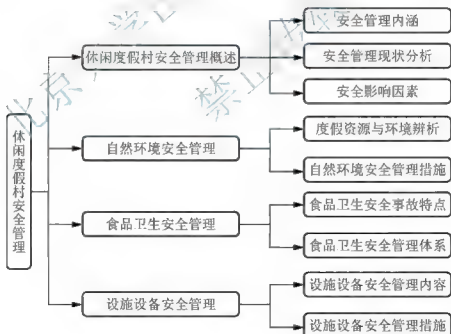 休闲度假村安全管理
休闲度假村安全管理概述
安全管理内涵
安全管理现状分析
安全影响因素
自然环境安全管理
度假资源与环境辨析
自然环境安全管理措施
食品卫生安全管理
食品卫生安全事故特点
食品卫生安全管理体系
设施设备安全管理
设施设备安全管理内容
设施设备安全管理措施